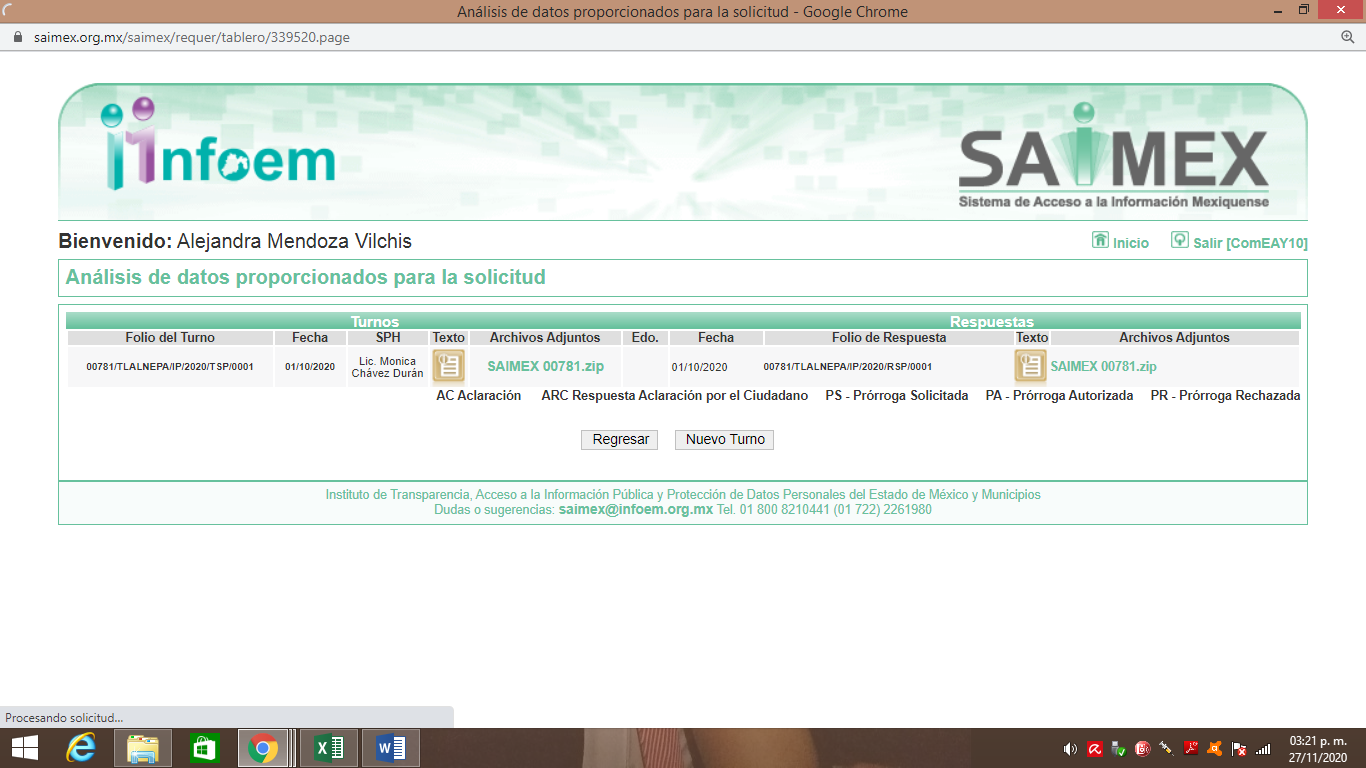 Análisis de datos proporcionados para la solicitud - Google Chrome
saimex.org.mx/saimex/requer/tablero/339520.page
infoem
SAIMEX
Sistema de Acceso a la Información Mexiquense
Bienvenido: Alejandra Mendoza Vilchis
Inicio Salir [ComEAY10]
Análisis de datos proporcionados para la solicitud
Turnos Respuestas
Folio del Turno Fecha SPH Texto Archivos Adjuntos Edo. Fecha Folio de Respuesta Texto Archivos Adjuntos
00781/TLALNEPA/IP/2020/TSP/0001 01/10/2020 Lic. Monica Chávez Durán SAIMEX 00781.zip 01/10/2020 00781/TLALNEPA/IP/2020/RSP/0001 SAIMEX 00781.zip
AC Aclaración ARC Respuesta Aclaración por el Ciudadano PS - Prórroga Solicitada PA - Prórroga Autorizada PR - Prórroga Rechazada
Regresar Nuevo Turno
Instituto de Transparencia, Acceso a la Información Pública y Protección de Datos Personales del Estado de México y Municipios
Dudas o sugerencias: saimex@infoem.org.mx Tel. 01 800 8210441 (01 722) 2261980
Procesando solicitud...
03:21 p. m.
27/11/2020